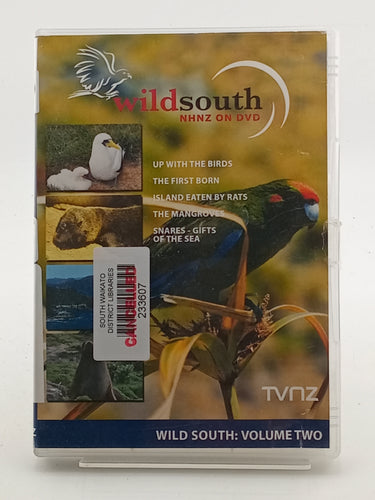 wildsouth
NHNZ ON DVD
UP WITH THE BIRDS
THE FIRST BORN
ISLAND EATEN BY RATS
THE MANGROVES
SNARES - GIFTS
OF THE SEA
SOUTH WAIKATO
DISTRICT LIBRARIES
CANCELLED
233607
TVNZ
WILD SOUTH: VOLUME TWO